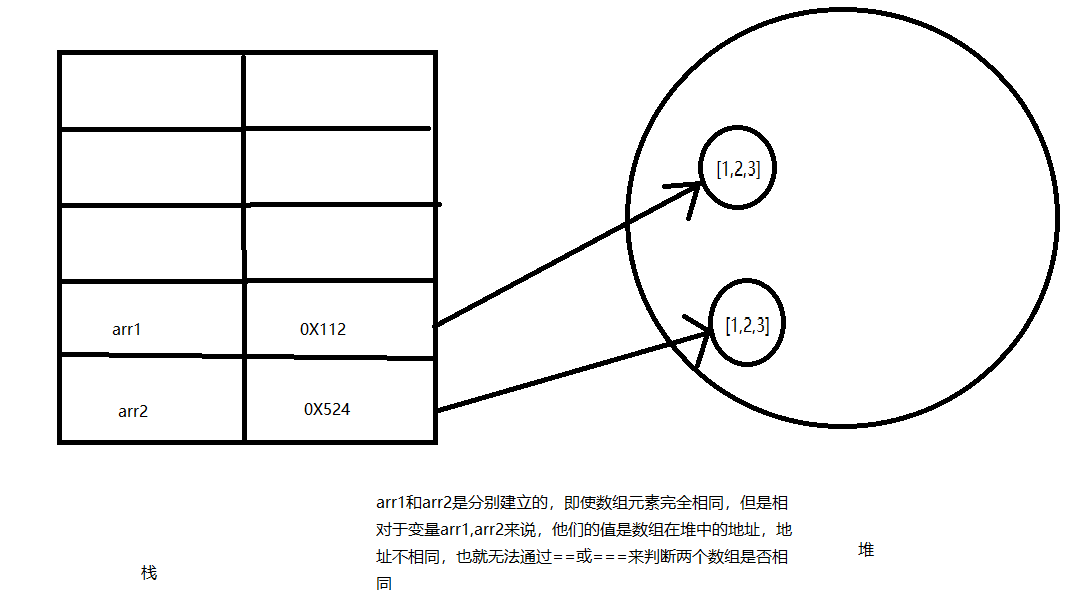 [1,2,3]
[1,2,3]
arr1
0X112
arr2
0X524
arr1和arr2是分别建立的，即使数组元素完全相同，但是相
对于变量arr1,arr2来说，他们的值是数组在堆中的地址，地
址不相同，也就无法通过==或===来判断两个数组是否相
同
堆
栈